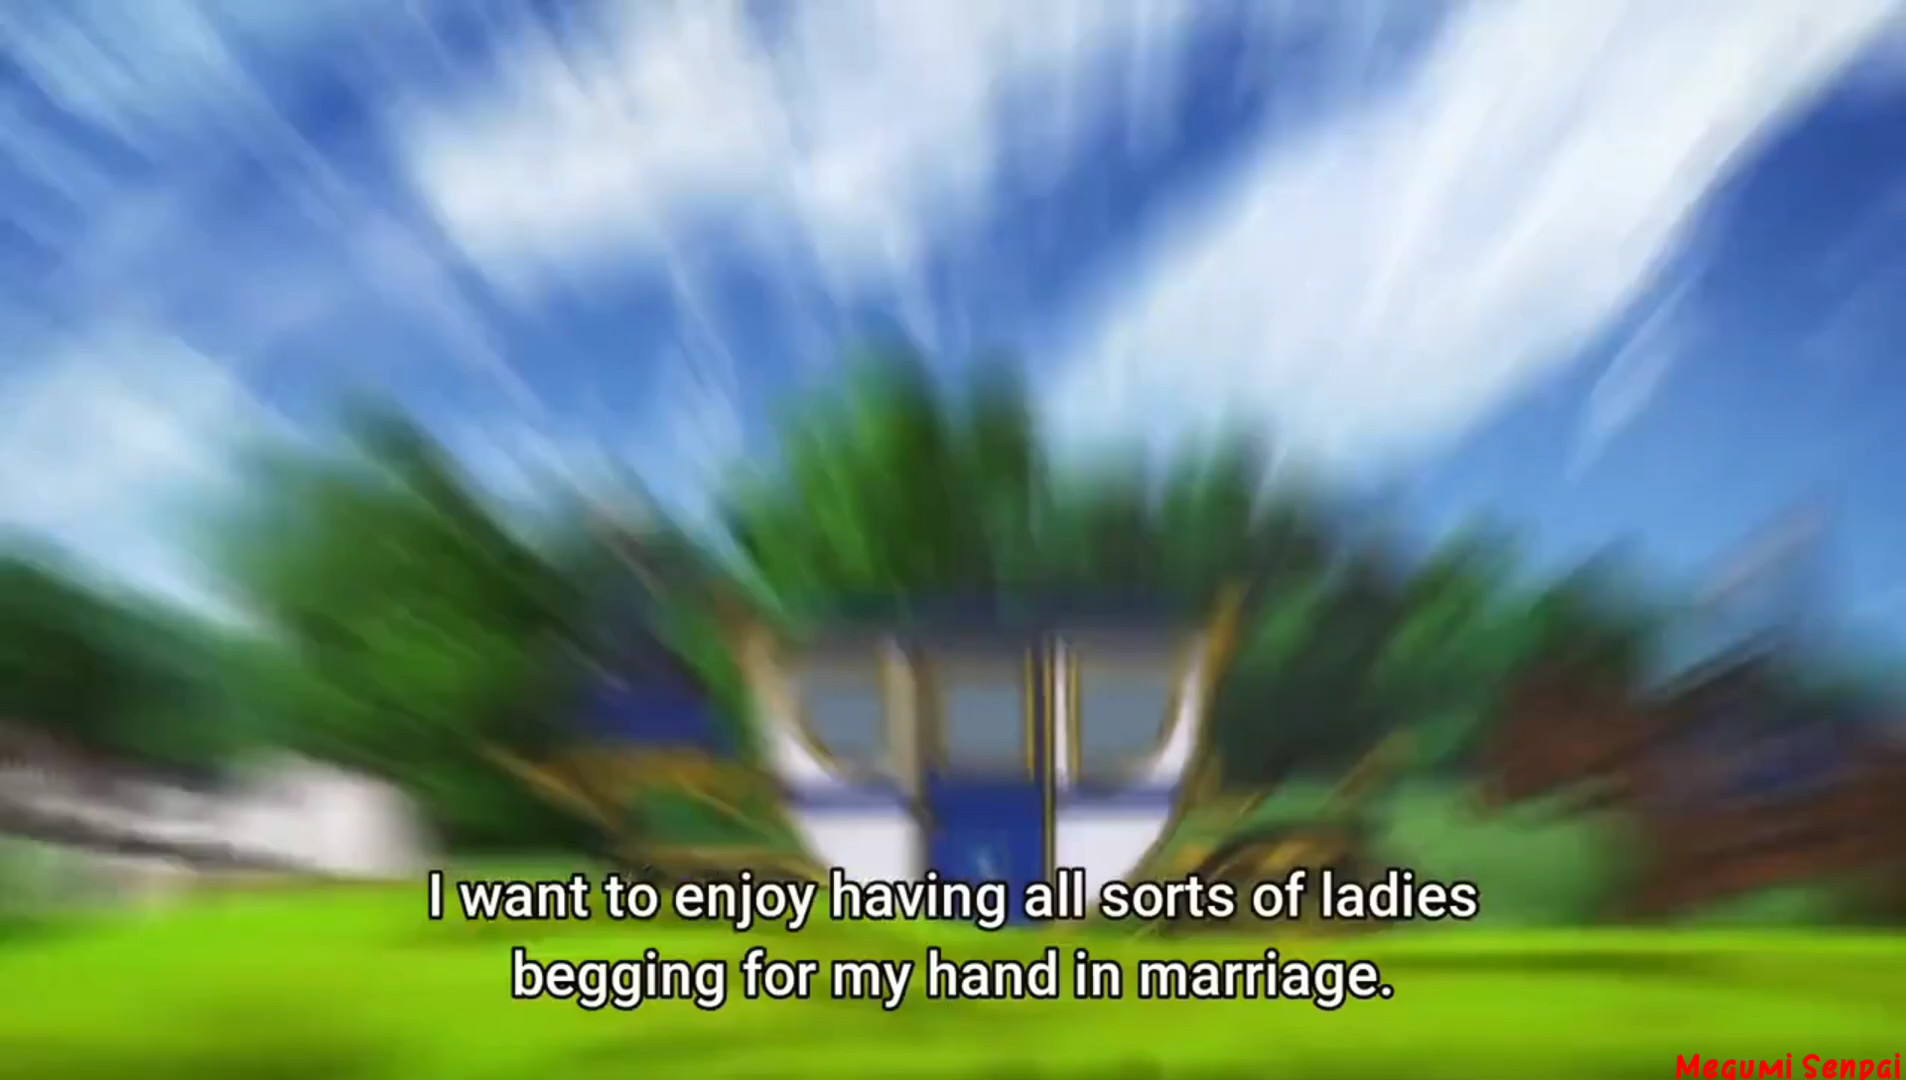 I want to enjoy having all sorts of ladies
begging for my hand in marriage.
Megumi Senpai